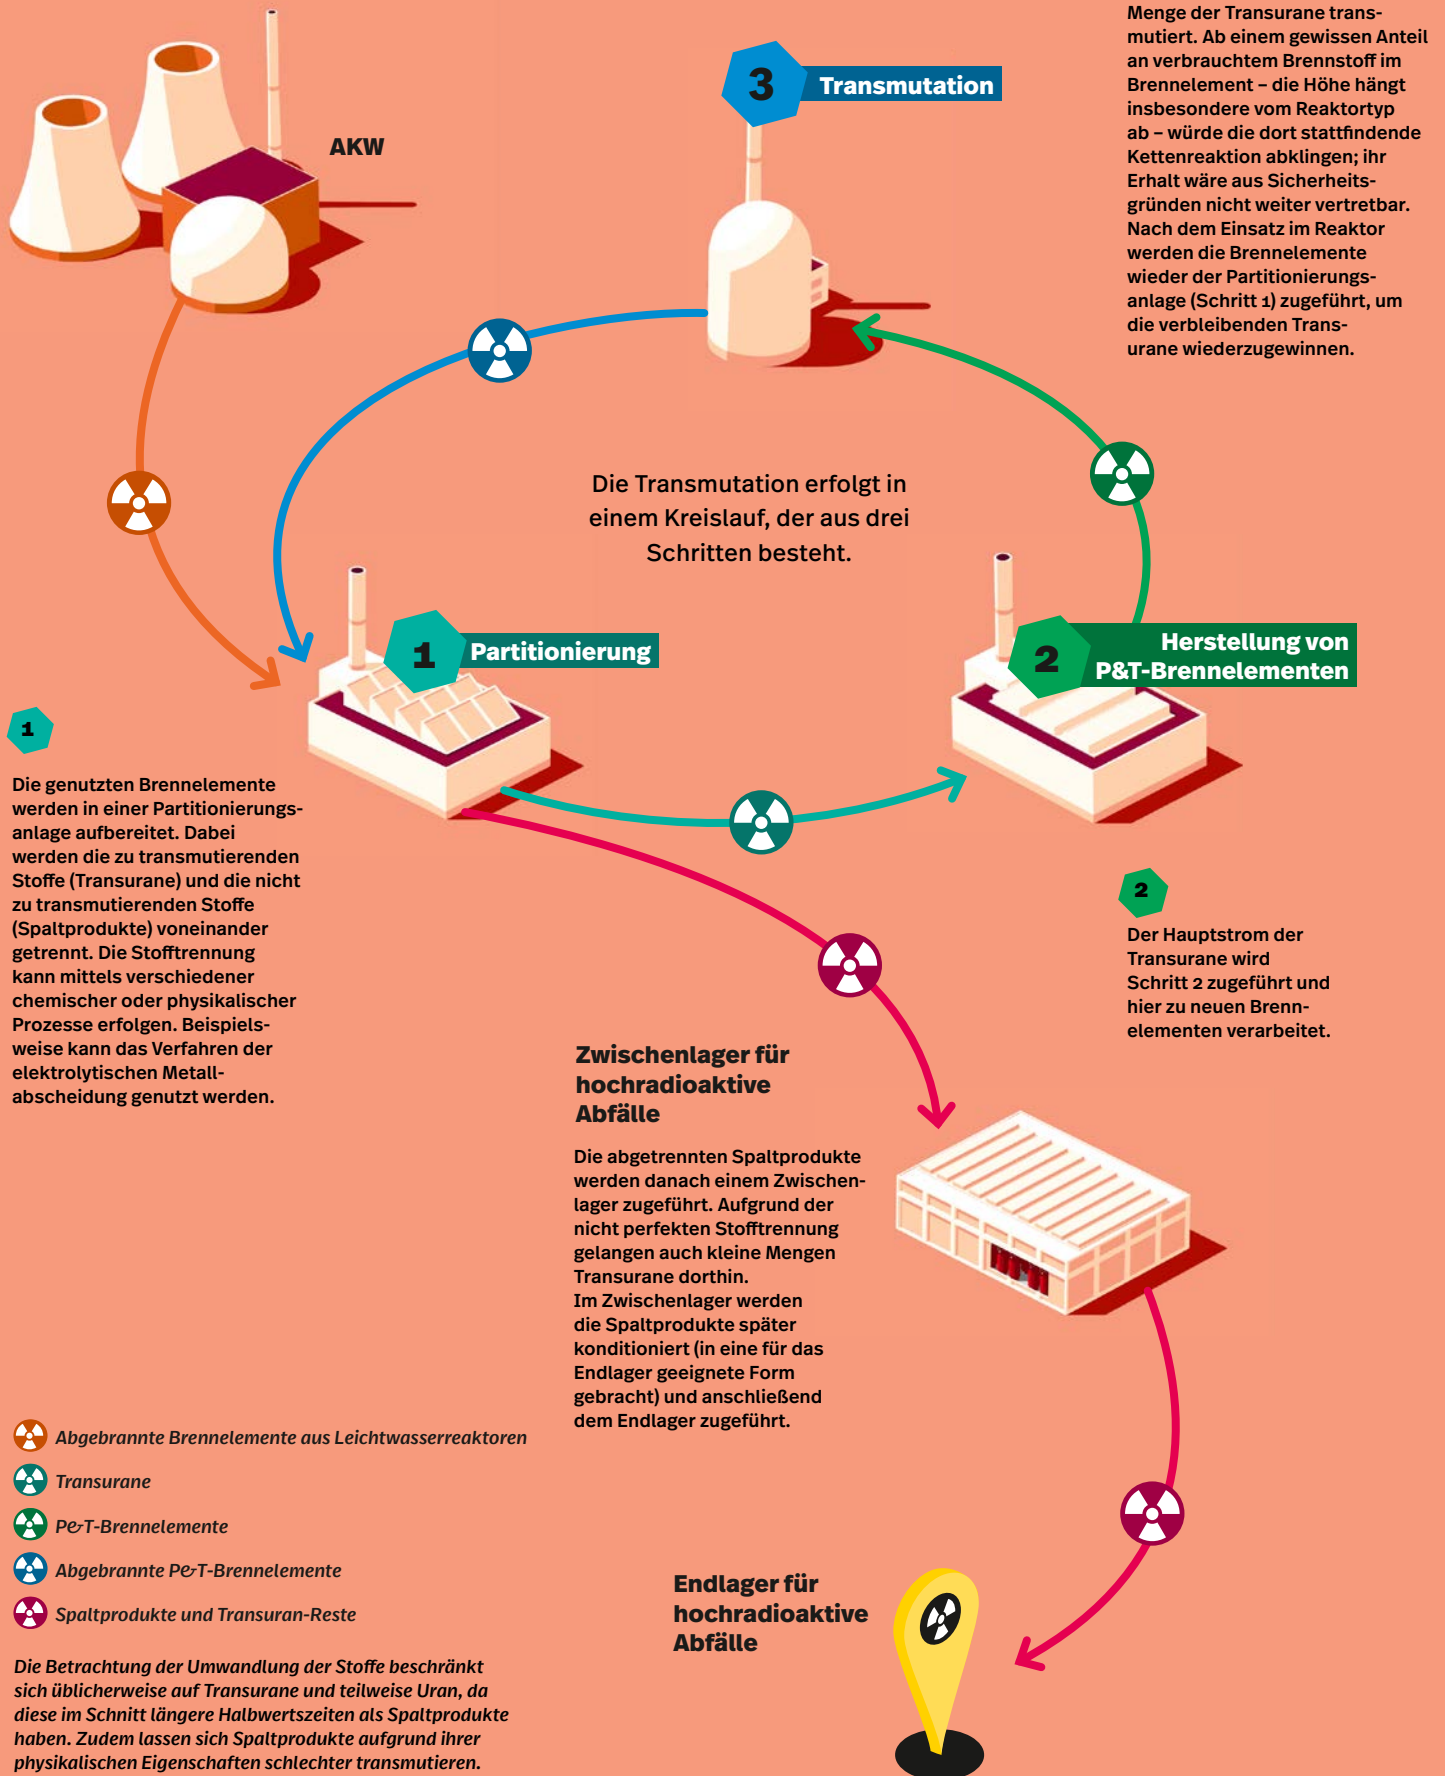 AKW
3
Transmutation
Menge der Transurane trans-
mutiert. Ab einem gewissen Anteil
an verbrauchtem Brennstoff im
Brennelement – die Höhe hängt
insbesondere vom Reaktortyp
ab – würde die dort stattfindende
Kettenreaktion abklingen; ihr
Erhalt wäre aus Sicherheits-
gründen nicht weiter vertretbar.
Nach dem Einsatz im Reaktor
werden die Brennelemente
wieder der Partitionierungs-
anlage (Schritt 1) zugeführt, um
die verbleibenden Trans-
urane wiederzugewinnen.
Die Transmutation erfolgt in
einem Kreislauf, der aus drei
Schritten besteht.
1
Partitionierung
2
Herstellung von
P&T-Brennelementen
1
Die genutzten Brennelemente
werden in einer Partitionierungs-
anlage aufbereitet. Dabei
werden die zu transmutierenden
Stoffe (Transurane) und die nicht
zu transmutierenden Stoffe
(Spaltprodukte) voneinander
getrennt. Die Stofftrennung
kann mittels verschiedener
chemischer oder physikalischer
Prozesse erfolgen. Beispiels-
weise kann das Verfahren der
elektrolytischen Metall-
abscheidung genutzt werden.
2
Der Hauptstrom der
Transurane wird
Schritt 2 zugeführt und
hier zu neuen Brenn-
elementen verarbeitet.
Zwischenlager für
hochradioaktive
Abfälle
Die abgetrennten Spaltprodukte
werden danach einem Zwischen-
lager zugeführt. Aufgrund der
nicht perfekten Stofftrennung
gelangen auch kleine Mengen
Transurane dorthin.
Im Zwischenlager werden
die Spaltprodukte später
konditioniert (in eine für das
Endlager geeignete Form
gebracht) und anschließend
dem Endlager zugeführt.
Abgebrannte Brennelemente aus Leichtwasserreaktoren
Transurane
P&T-Brennelemente
Abgebrannte P&T-Brennelemente
Spaltprodukte und Transuran-Reste
Endlager für
hochradioaktive
Abfälle
Die Betrachtung der Umwandlung der Stoffe beschränkt
sich üblicherweise auf Transurane und teilweise Uran, da
diese im Schnitt längere Halbwertszeiten als Spaltprodukte
haben. Zudem lassen sich Spaltprodukte aufgrund ihrer
physikalischen Eigenschaften schlechter transmutieren.